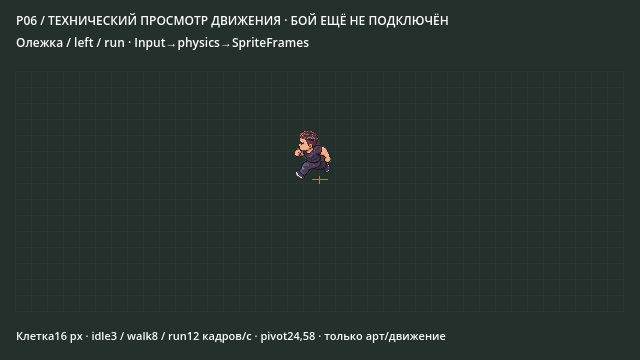 P06 / ТЕХНИЧЕСКИЙ ПРОСМОТР ДВИЖЕНИЯ · БОЙ ЕЩЁ НЕ ПОДКЛЮЧЁН
Олежка / left / run · Input→physics→SpriteFrames
Клетка16 px · idle3 / walk8 / run12 кадров/с · pivot24,58 · только арт/движение